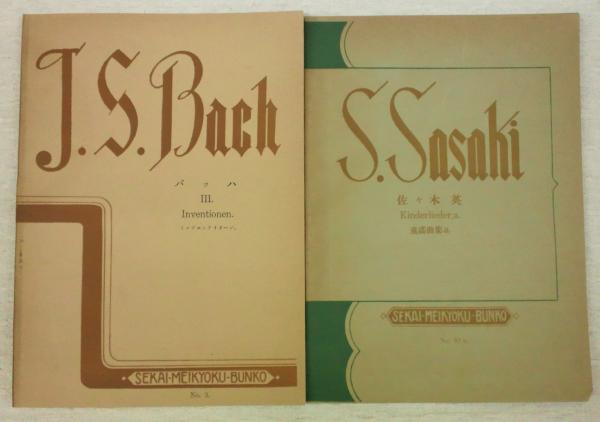 J.S.Bach
バッハ
III.
Inventionen.
SEKAI-MEIKYOKU-BUNKO
No. 3.
S.Sasaki
佐々木英
Kinderlieder,a.
童謡曲集a.
SEKAI-MEIKYOKU-BUNKO